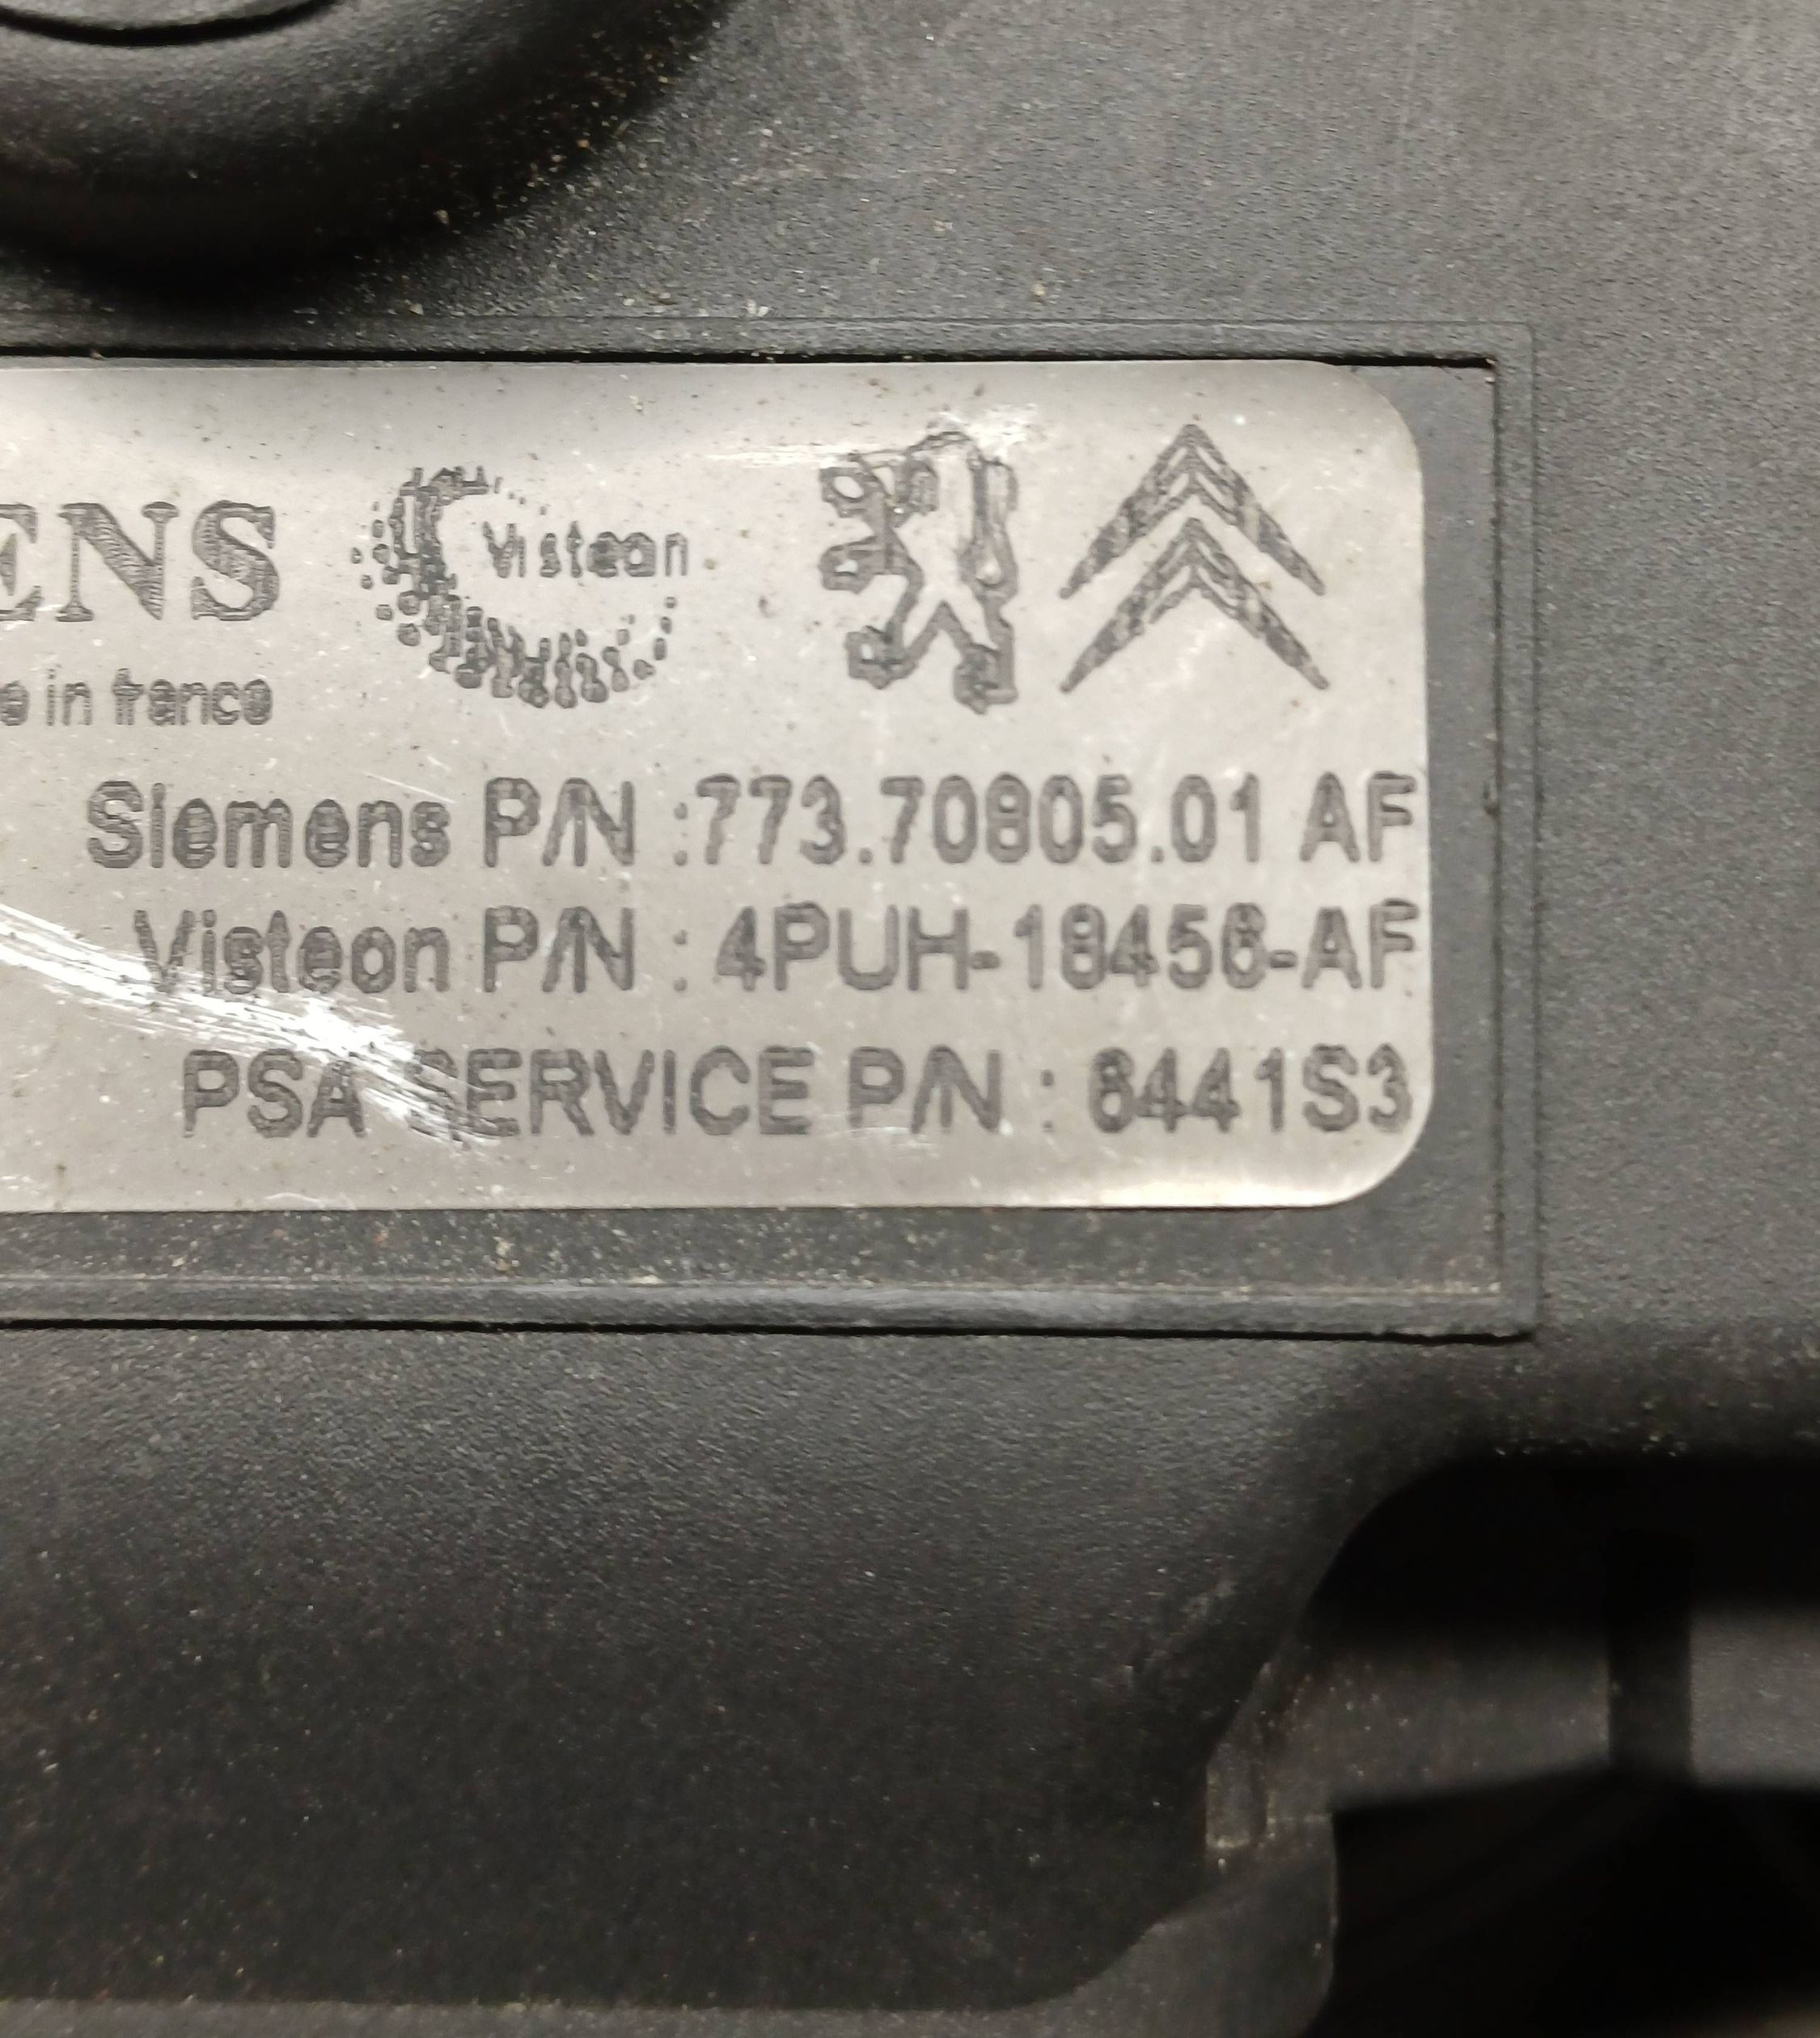 ENS
Visteon
e in france
Siemens P/N :773.70805.01 AF
Visteon P/N : 4PUH-18456-AF
PSA SERVICE P/N : 6441S3